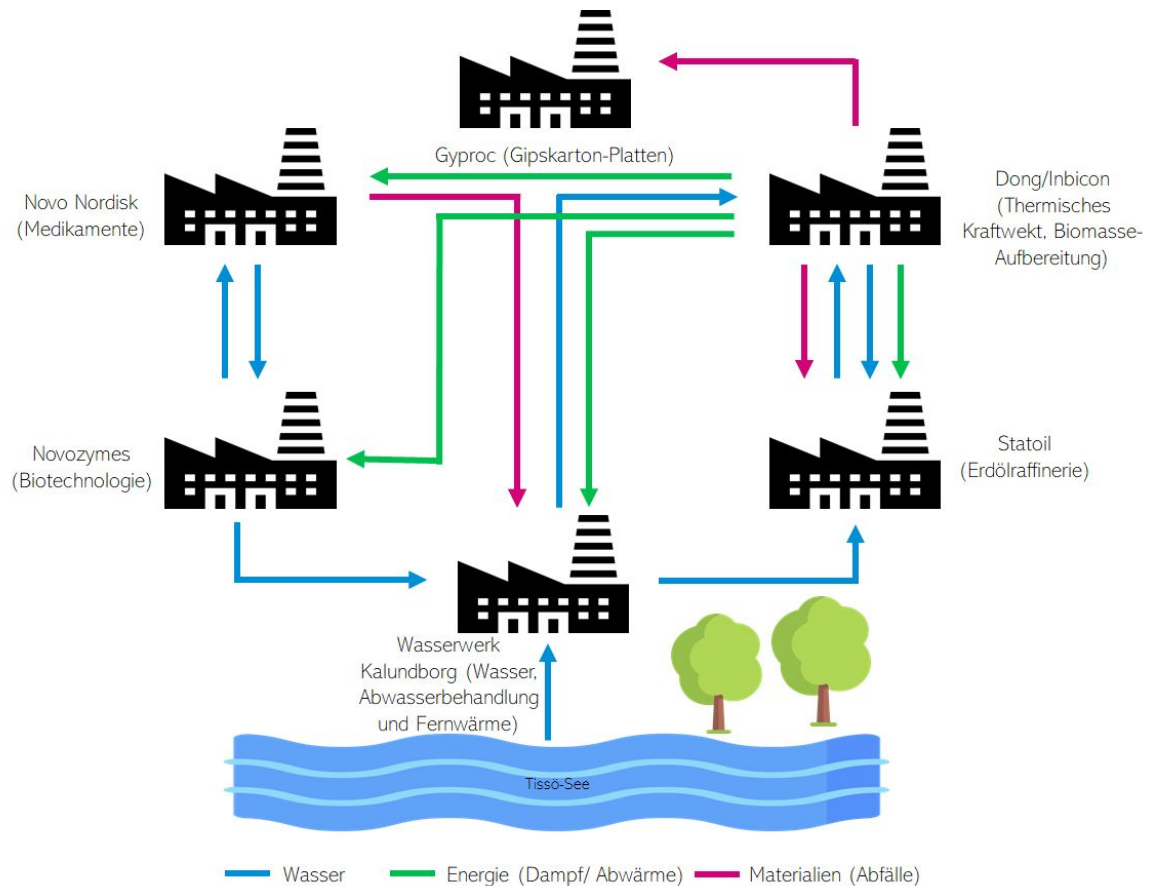 Gyproc (Gipskarton-Platten)
Novo Nordisk
(Medikamente)
Dong/Inbicon
(Thermisches
Kraftwekt, Biomasse-
Aufbereitung)
Novozymes
(Biotechnologie)
Statoil
(Erdölraffinerie)
Wasserwerk
Kalundborg (Wasser,
Abwasserbehandlung
und Fernwärme)
Tissö-See
Wasser
Energie (Dampf/ Abwärme)
Materialien (Abfälle)